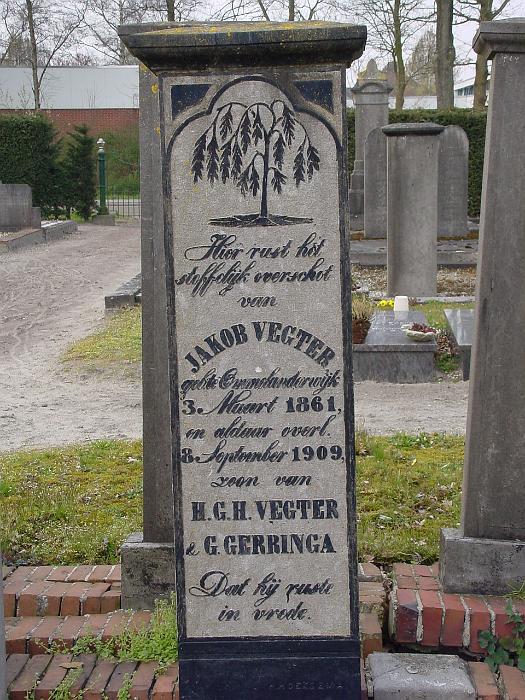 Hier rust het
stoffelijk overschot
van
JAKOB VEGTER
geb. te Ommelanderwijk
3. Maart 1861,
en aldaar overl.
8. September 1909,
zoon van
H.G.H. VEGTER
& G. GERRINGA
Dat hij ruste
in vrede.